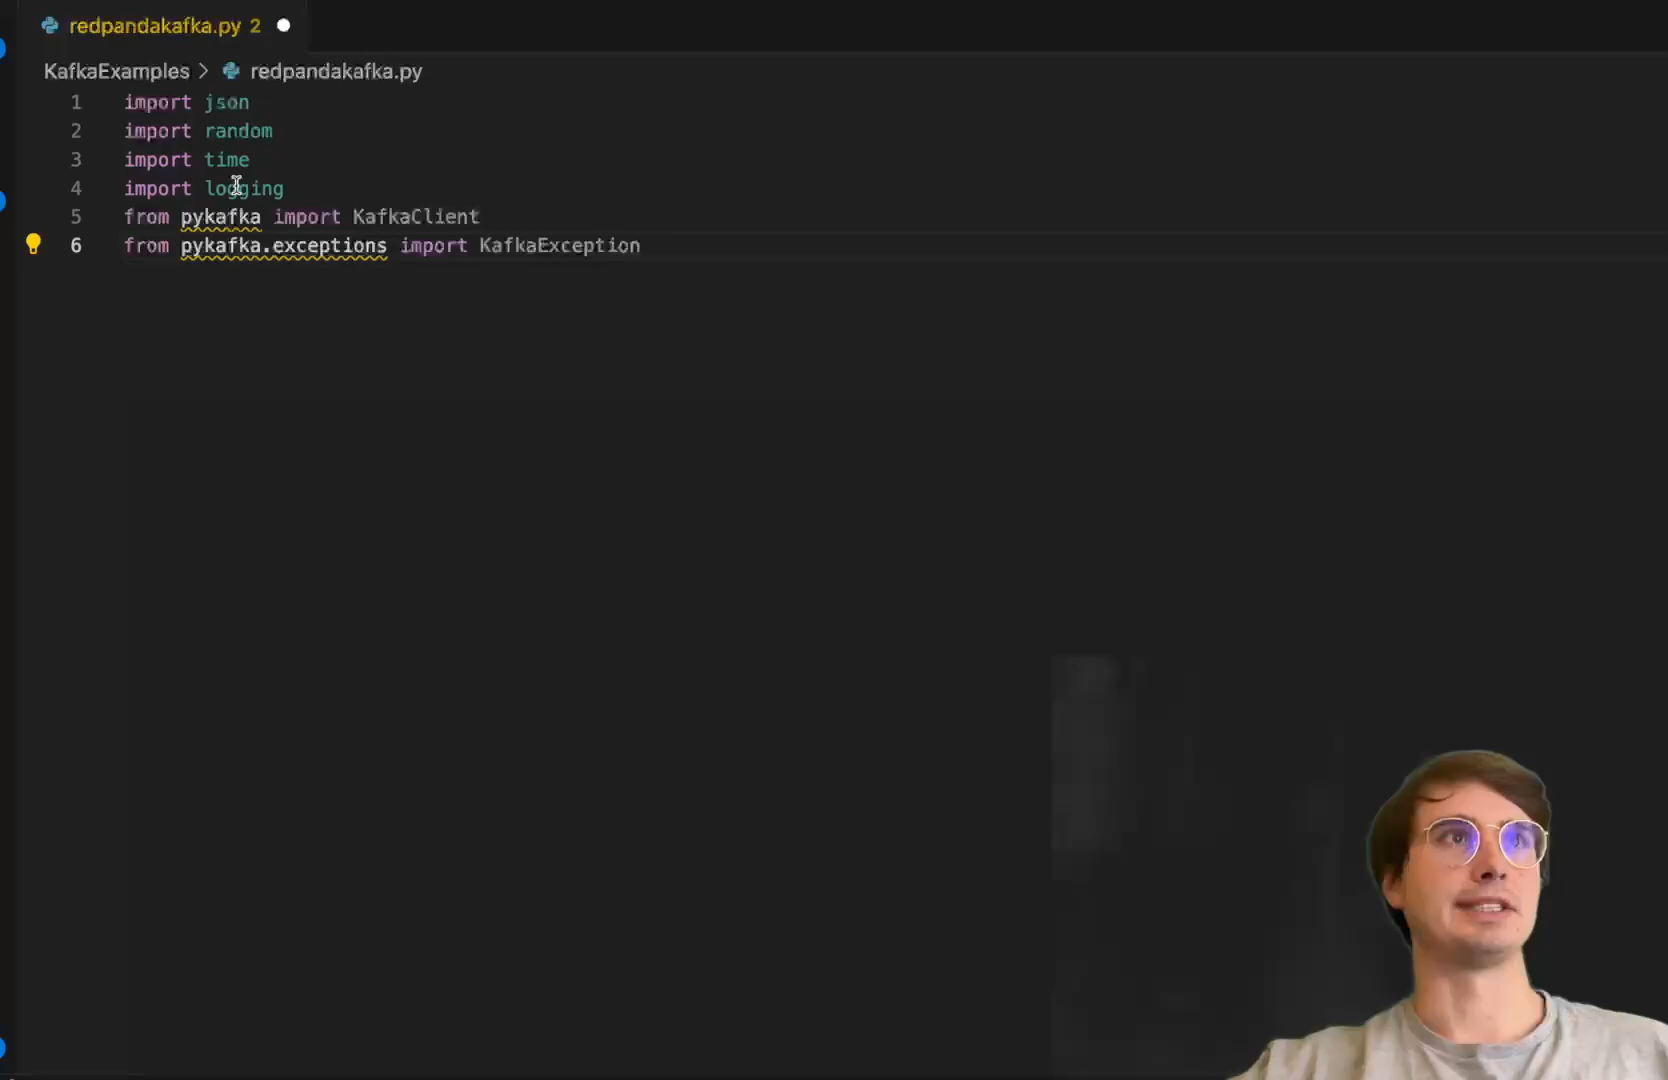 redpandakafka.py 2
KafkaExamples > redpandakafka.py
1 import json
2 import random
3 import time
4 import logging
5 from pykafka import KafkaClient
6 from pykafka.exceptions import KafkaException